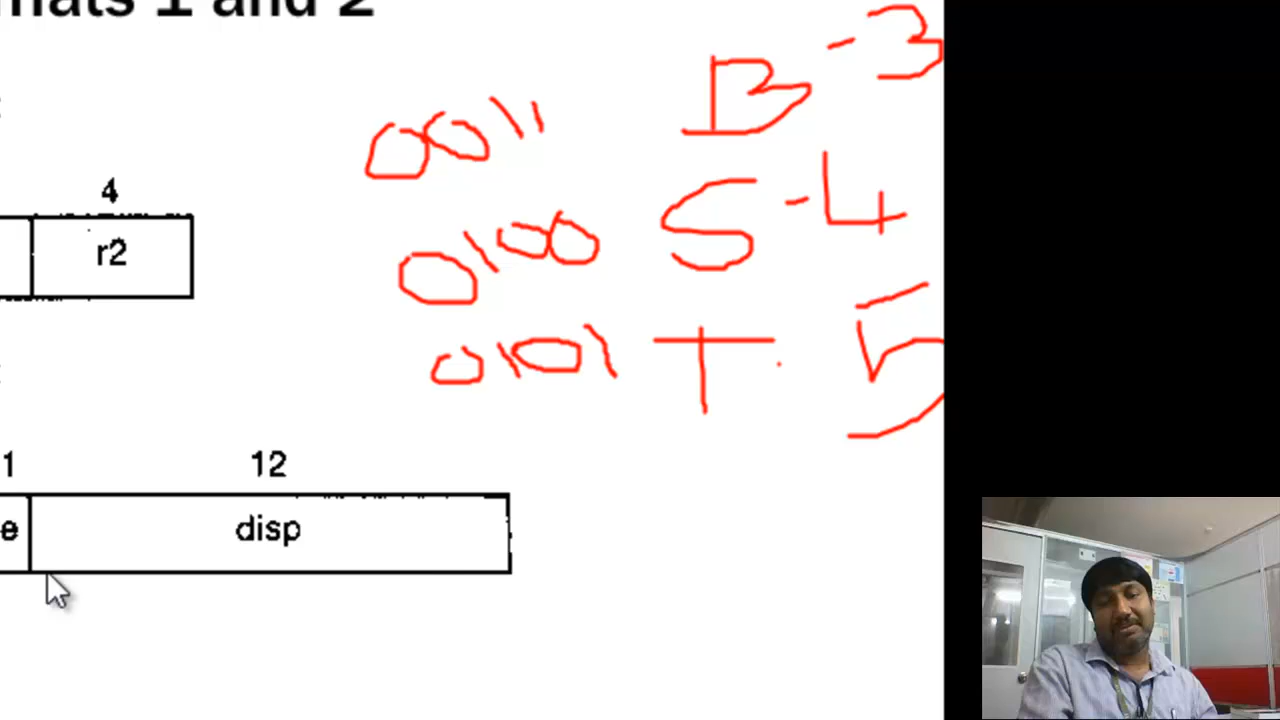 mats 1 and 2
0011 B -3
4
r2
0100 S -4
0101 T 5
1 12
e disp